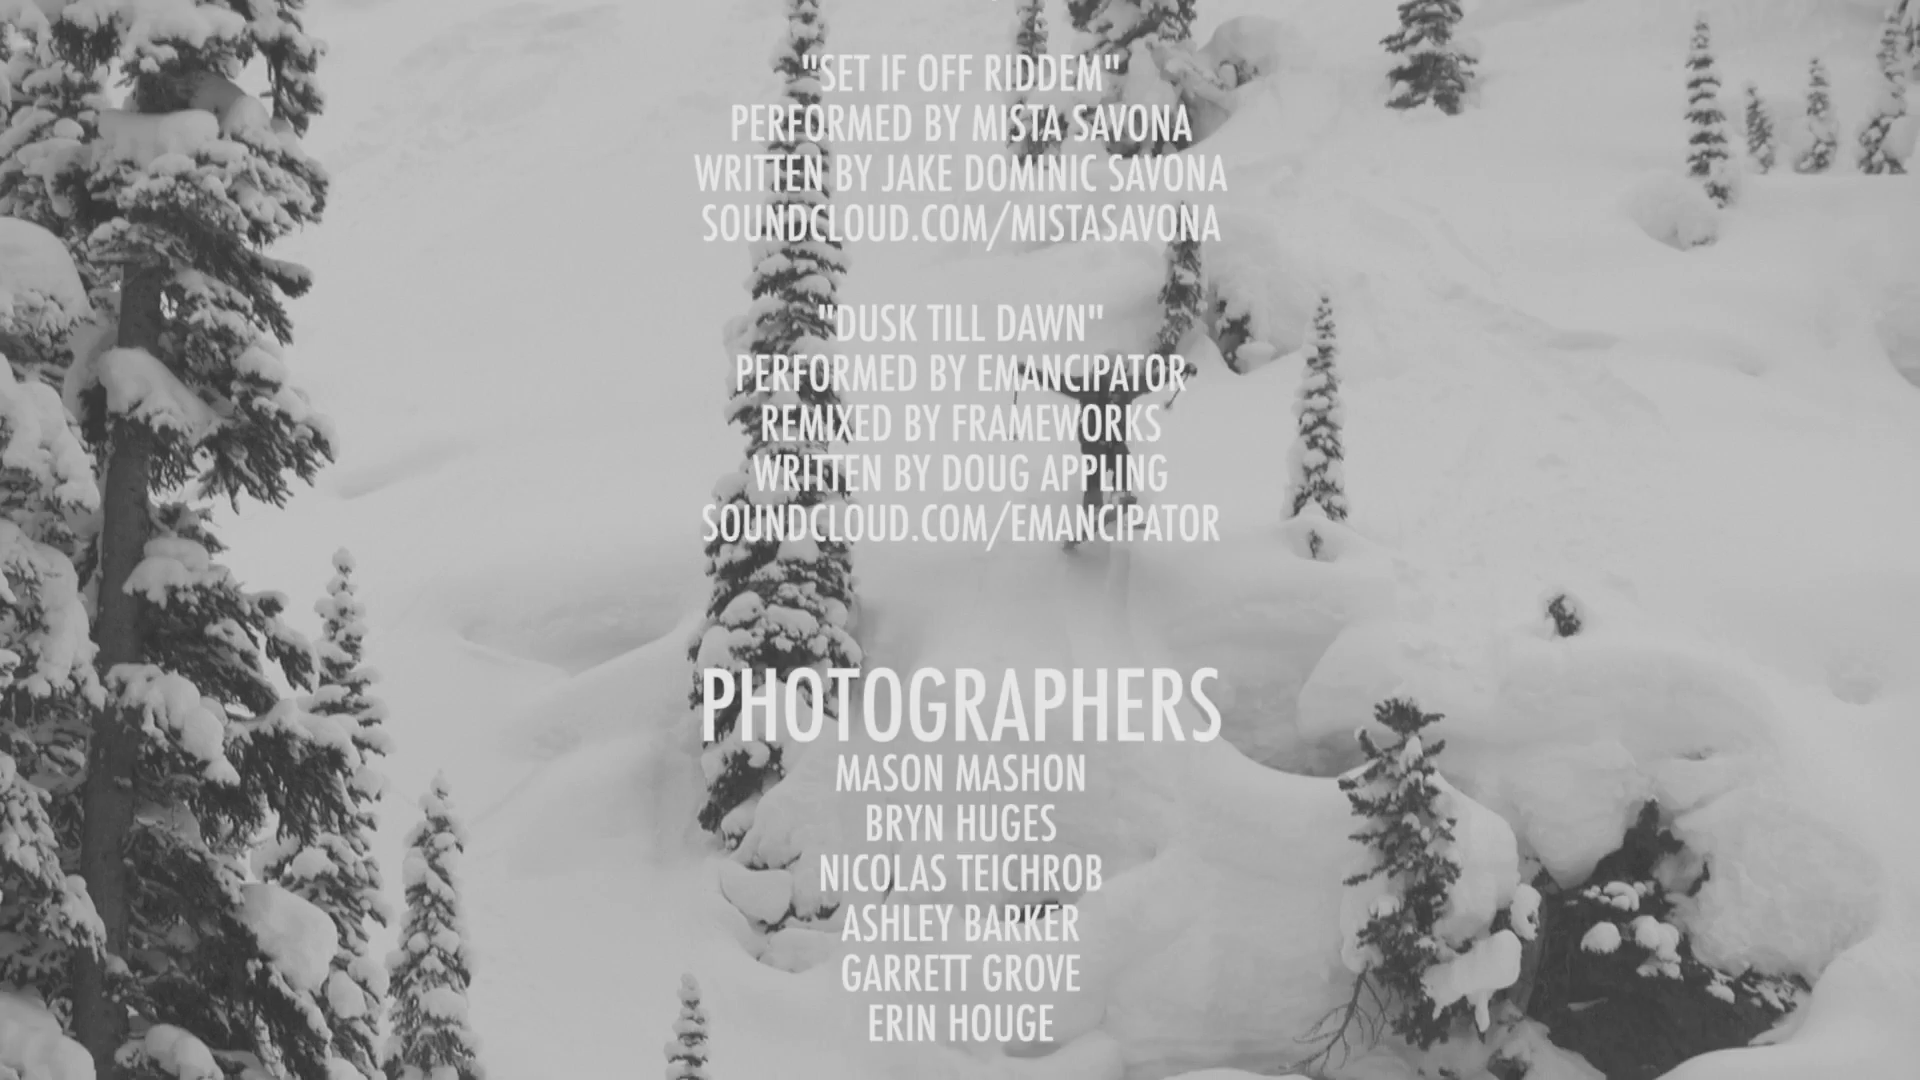 "SET IF OFF RIDDEM"
PERFORMED BY MISTA SAVONA
WRITTEN BY JAKE DOMINIC SAVONA
SOUNDCLOUD.COM/MISTASAVONA
"DUSK TILL DAWN"
PERFORMED BY EMANCIPATOR
REMIXED BY FRAMEWORKS
WRITTEN BY DOUG APPLING
SOUNDCLOUD.COM/EMANCIPATOR
PHOTOGRAPHERS
MASON MASHON
BRYN HUGES
NICOLAS TEICHROB
ASHLEY BARKER
GARRETT GROVE
ERIN HOUGE